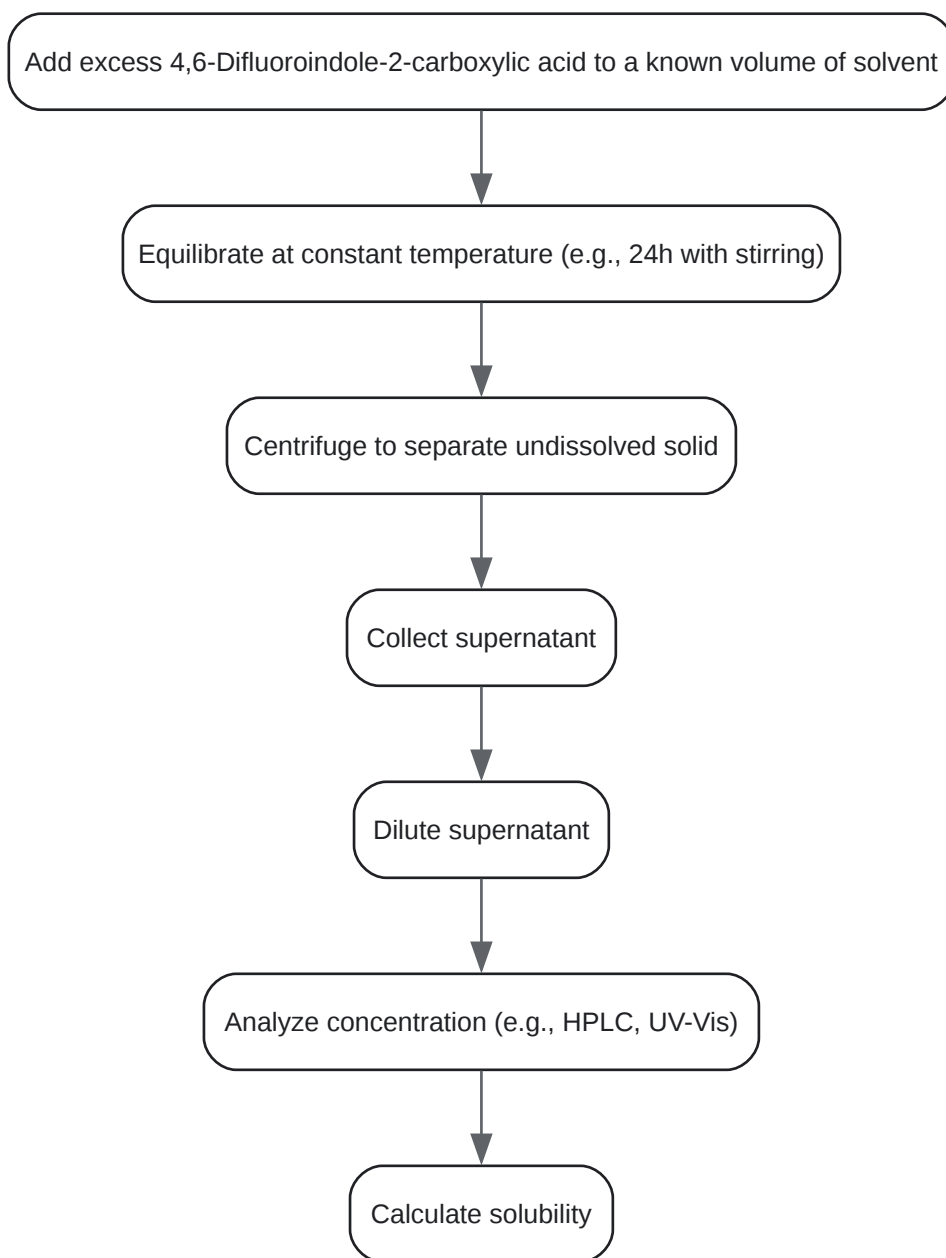 Add excess 4,6-Difluoroindole-2-carboxylic acid to a known volume of solvent
Equilibrate at constant temperature (e.g., 24h with stirring)
Centrifuge to separate undissolved solid
Collect supernatant
Dilute supernatant
Analyze concentration (e.g., HPLC, UV-Vis)
Calculate solubility